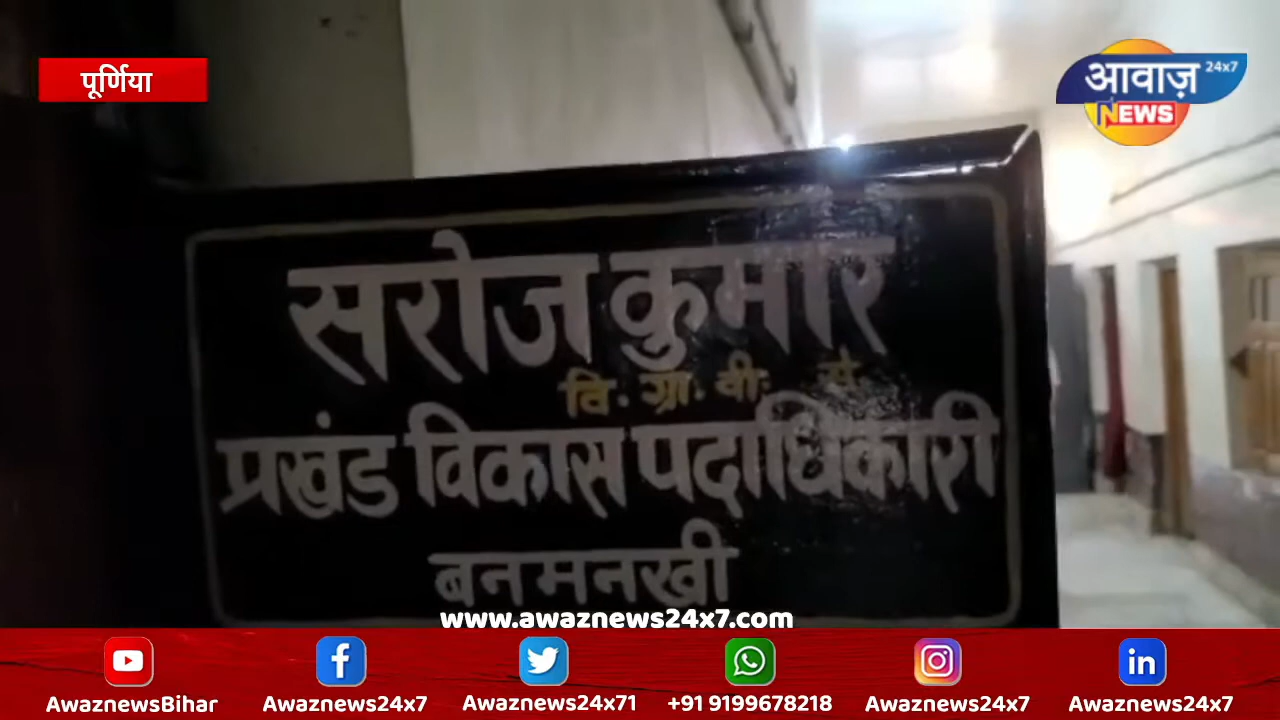 पूर्णिया
आवाज़ 24x7
NEWS
सरोज कुमार
वि. ग्रा. वी. से.
प्रखंड विकास पदाधिकारी
बनमनखी
www.awaznews24x7.com
AwaznewsBihar Awaznews24x7 Awaznews24x71 +91 9199678218 Awaznews24x7 Awaznews24x7